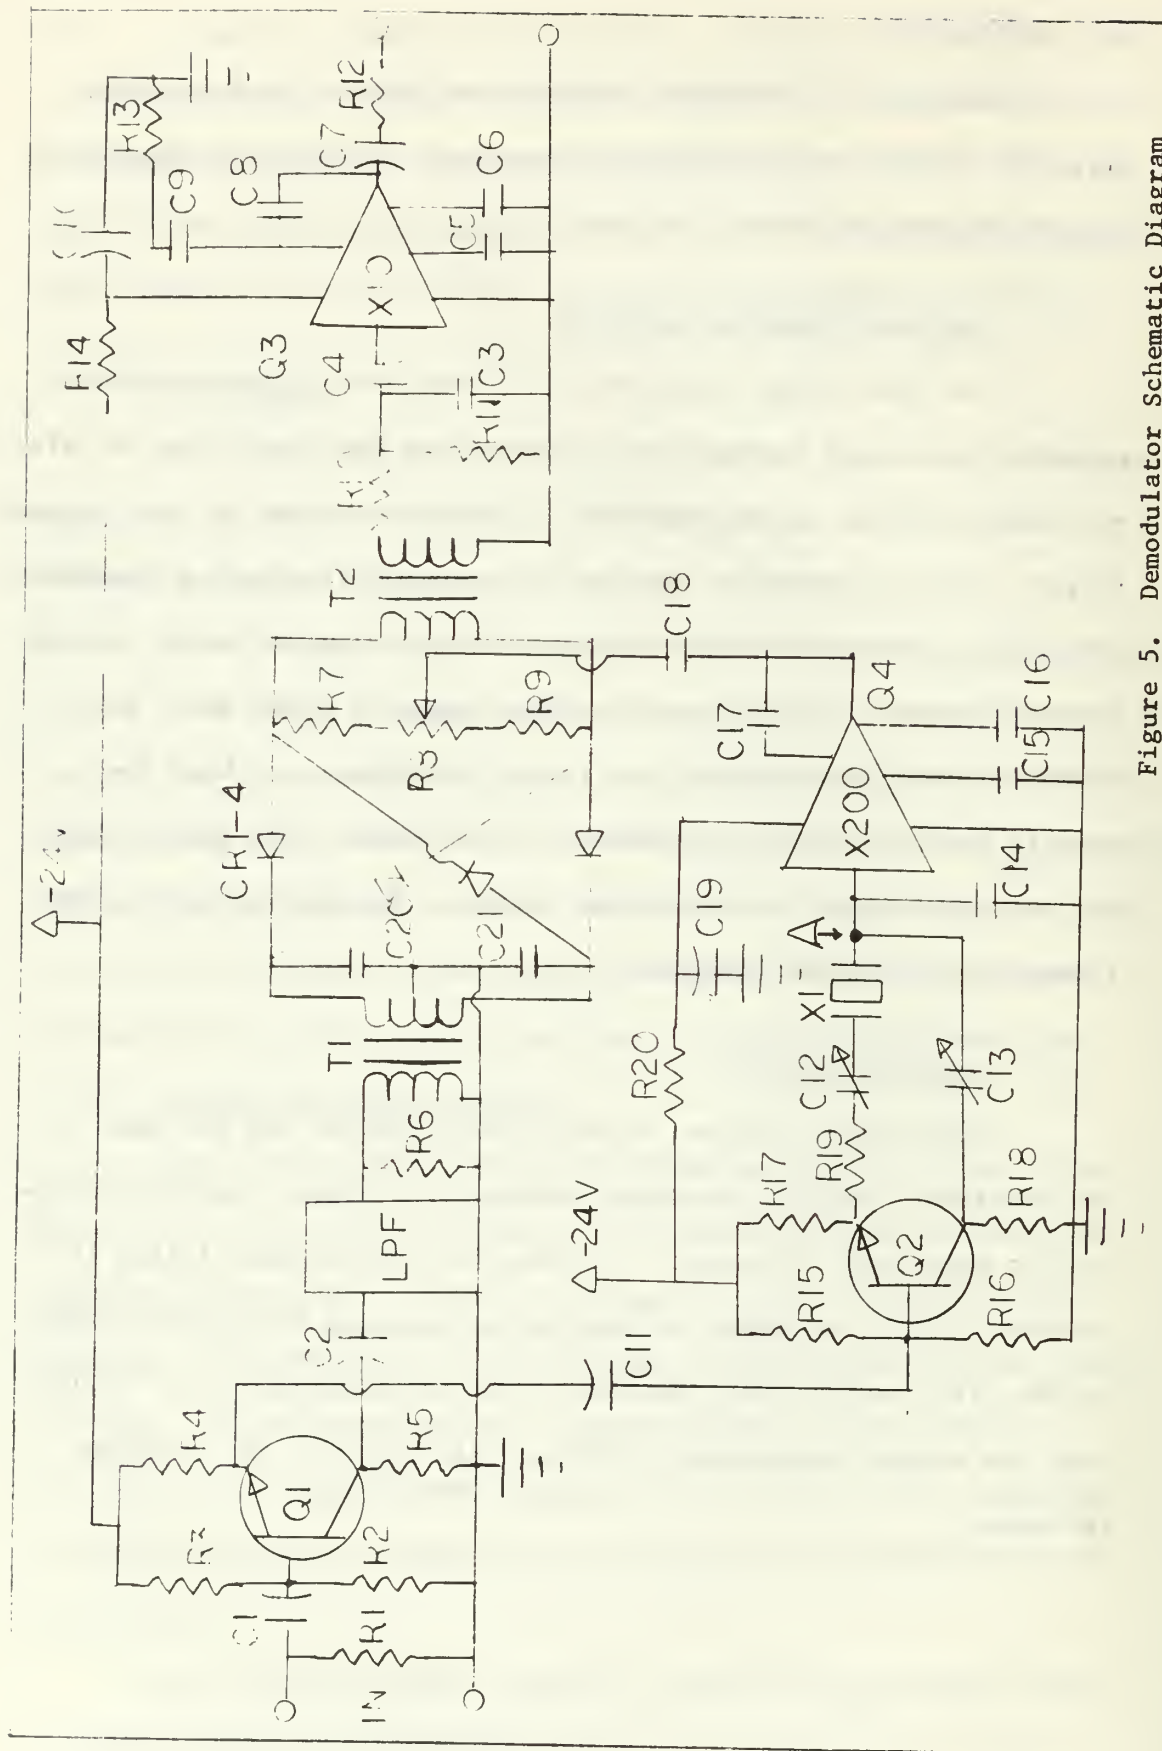 -24v
R3
R4
C1
Q1
R2
R1
R5
IN
C2
LPF
R6
T1
CR1-4
C21
R7
R9
T2
R14
R13
C9
C8
C7
R12
Q3
X10
C4
C3
C5
C6
C11
-24V
R15
R17
R16
R18
Q2
R19
C12
X1
A
C13
R20
C19
C14
X200
Q4
C15
C16
C17
C18
Figure 5. Demodulator Schematic Diagram